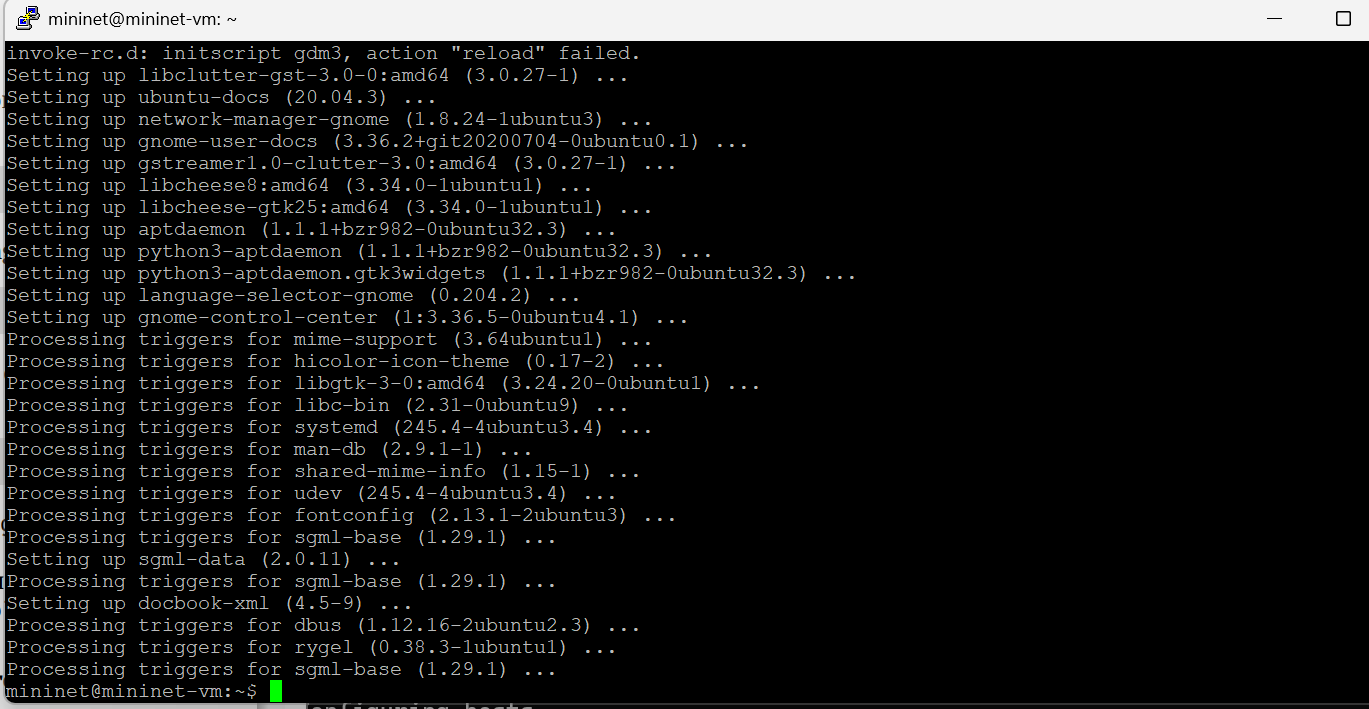 mininet@mininet-vm: ~
invoke-rc.d: initscript gdm3, action "reload" failed.
Setting up libclutter-gst-3.0-0:amd64 (3.0.27-1) ...
Setting up ubuntu-docs (20.04.3) ...
Setting up network-manager-gnome (1.8.24-1ubuntu3) ...
Setting up gnome-user-docs (3.36.2+git20200704-0ubuntu0.1) ...
Setting up gstreamer1.0-clutter-3.0:amd64 (3.0.27-1) ...
Setting up libcheese8:amd64 (3.34.0-1ubuntu1) ...
Setting up libcheese-gtk25:amd64 (3.34.0-1ubuntu1) ...
Setting up aptdaemon (1.1.1+bzr982-0ubuntu32.3) ...
Setting up python3-aptdaemon (1.1.1+bzr982-0ubuntu32.3) ...
Setting up python3-aptdaemon.gtk3widgets (1.1.1+bzr982-0ubuntu32.3) ...
Setting up language-selector-gnome (0.204.2) ...
Setting up gnome-control-center (1:3.36.5-0ubuntu4.1) ...
Processing triggers for mime-support (3.64ubuntu1) ...
Processing triggers for hicolor-icon-theme (0.17-2) ...
Processing triggers for libgtk-3-0:amd64 (3.24.20-0ubuntu1) ...
Processing triggers for libc-bin (2.31-0ubuntu9) ...
Processing triggers for systemd (245.4-4ubuntu3.4) ...
Processing triggers for man-db (2.9.1-1) ...
Processing triggers for shared-mime-info (1.15-1) ...
Processing triggers for udev (245.4-4ubuntu3.4) ...
Processing triggers for fontconfig (2.13.1-2ubuntu3) ...
Processing triggers for sgml-base (1.29.1) ...
Setting up sgml-data (2.0.11) ...
Processing triggers for sgml-base (1.29.1) ...
Setting up docbook-xml (4.5-9) ...
Processing triggers for dbus (1.12.16-2ubuntu2.3) ...
Processing triggers for rygel (0.38.3-1ubuntu1) ...
Processing triggers for sgml-base (1.29.1) ...
mininet@mininet-vm:~$